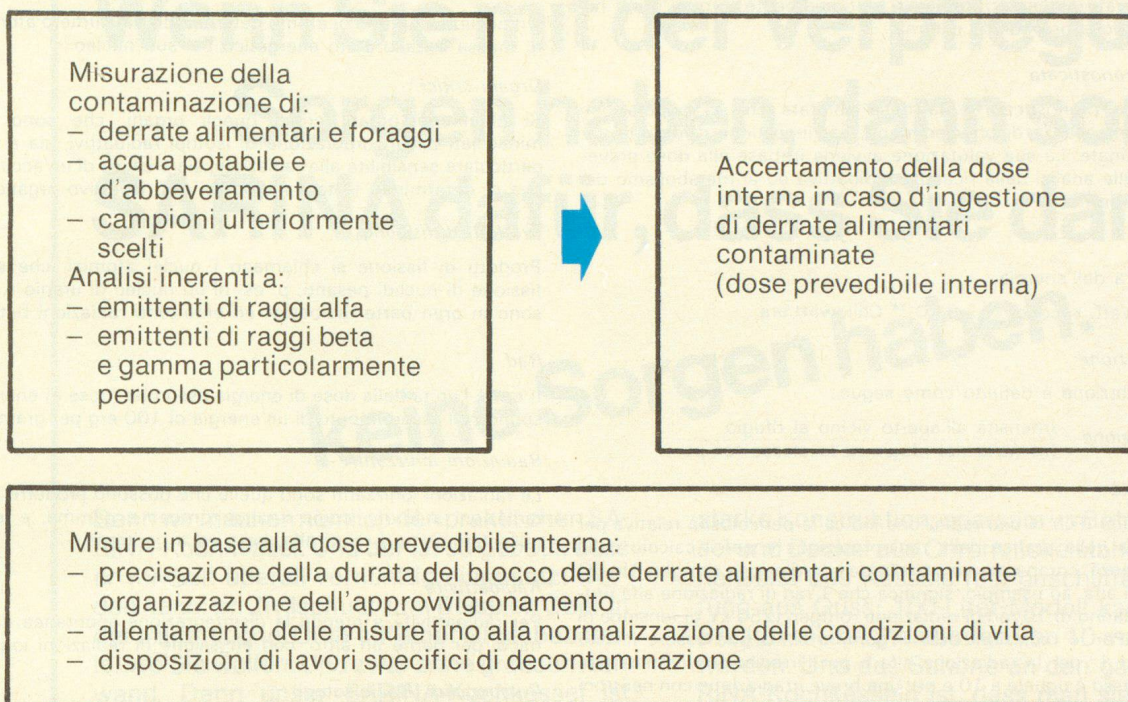 Misurazione della
contaminazione di:
– derrate alimentari e foraggi
– acqua potabile e
d'abbeveramento
– campioni ulteriormente
scelti
Analisi inerentia:
– emittenti di raggi alfa
– emittenti di raggi beta
e gamma particolarmente
pericolosi
Accertamento della dose
interna in caso d'ingestione
di derrate alimentari
contaminate
(dose prevedibile interna)
Misure in base alla dose prevedibile interna:
– precisazione della durata del blocco delle derrate alimentari contaminate
organizzazione dell'approvvigionamento
– allentamento delle misure fino alla normalizzazione delle condizioni di vita
– disposizioni di lavori specifici di decontaminazione